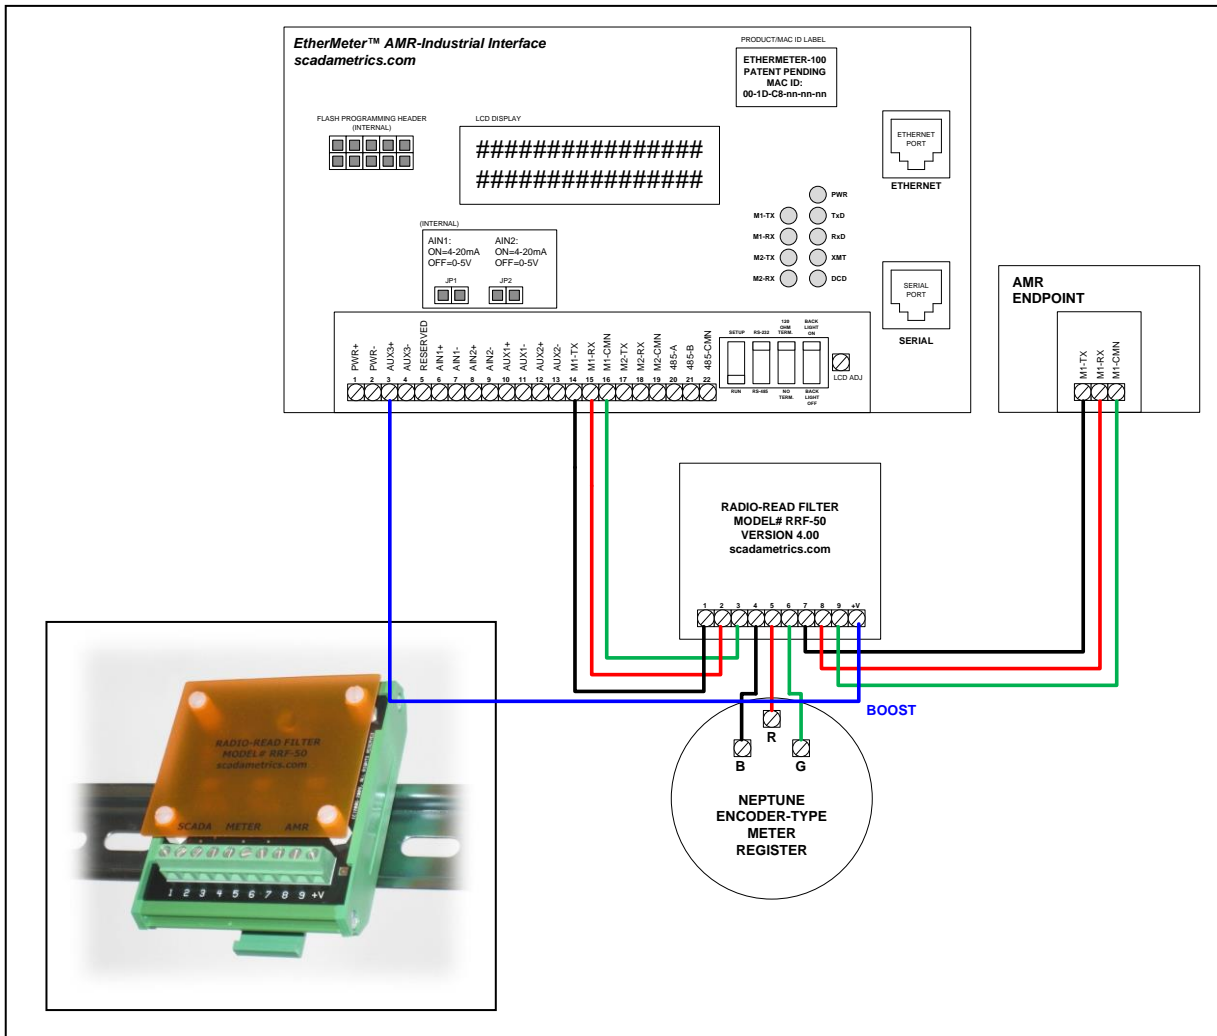 EtherMeter™ AMR-Industrial Interface
scadametrics.com
PRODUCT/MAC ID LABEL
ETHERMETER-100
PATENT PENDING
MAC ID:
00-1D-C8-nn-nn-nn
FLASH PROGRAMMING HEADER
(INTERNAL)
LCD DISPLAY
################
################
ETHERNET
PORT
ETHERNET
PWR
M1-TX TxD
M1-RX RxD
M2-TX XMT
M2-RX DCD
(INTERNAL)
AIN1: AIN2:
ON=4-20mA ON=4-20mA
OFF=0-5V OFF=0-5V
JP1 JP2
SERIAL
PORT
SERIAL
PWR+ PWR- AUX3+ AUX3- RESERVED AIN1+ AIN1- AIN2+ AIN2- AUX1+ AUX1- AUX2+ AUX2- M1-TX M1-RX M1-CMN M2-TX M2-RX M2-CMN 485-A 485-B 485-CMN
1 2 3 4 5 6 7 8 9 10 11 12 13 14 15 16 17 18 19 20 21 22
SETUP RS-232 120 OHM TERM. BACK LIGHT ON
RUN RS-485 NO TERM. BACK LIGHT OFF
LCD ADJ
AMR
ENDPOINT
M1-TX M1-RX M1-CMN
RADIO-READ FILTER
MODEL# RRF-50
VERSION 4.00
scadametrics.com
1 2 3 4 5 6 7 8 9 +V
BOOST
R
B G
NEPTUNE
ENCODER-TYPE
METER
REGISTER
RADIO-READ FILTER
MODEL# RRF-50
scadametrics.com
SCADA METER AMR
1 2 3 4 5 6 7 8 9 +V